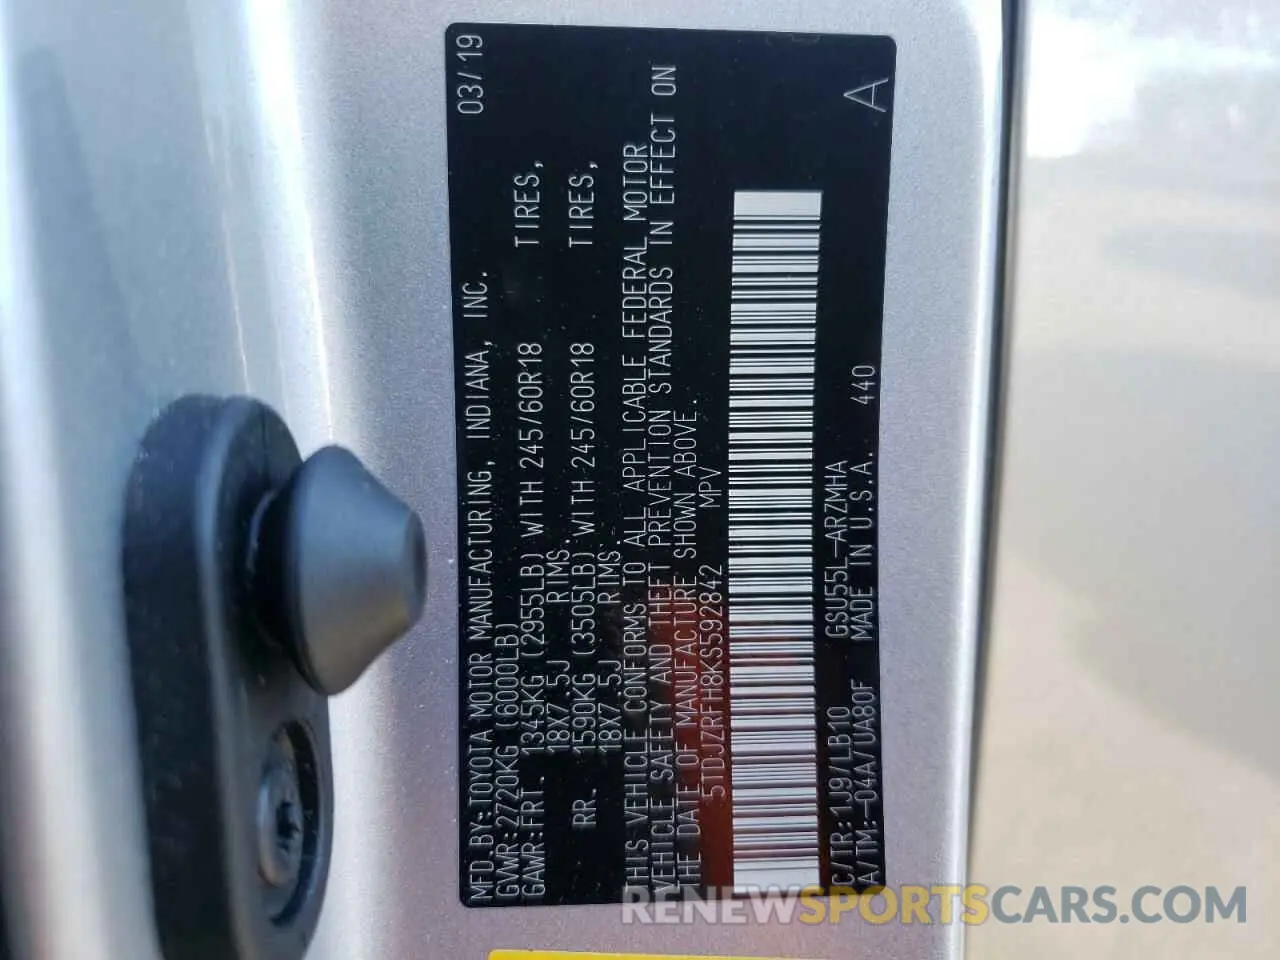 MFD.BY:TOYOTA MOTOR MANUFACTURING, INDIANA, INC. 03/19
GVWR:2720KG (6000LB)
GAWR:FRT. 1345KG (2955LB) WITH 245/60R18 TIRES,
18X7.5J RIMS.
RR. 1590KG (3505LB) WITH 245/60R18 TIRES,
18X7.5J RIMS.
THIS VEHICLE CONFORMS TO ALL APPLICABLE FEDERAL MOTOR
VEHICLE SAFETY AND THEFT PREVENTION STANDARDS IN EFFECT ON
THE DATE OF MANUFACTURE SHOWN ABOVE.
5TDJZRFH8KS592842 MPV
C/TR:1J9/LB10 GSU55L-ARZMHA
A/TM:-04A/UA80F MADE IN U.S.A. 440 A
RENEWSPORTSCARS.COM